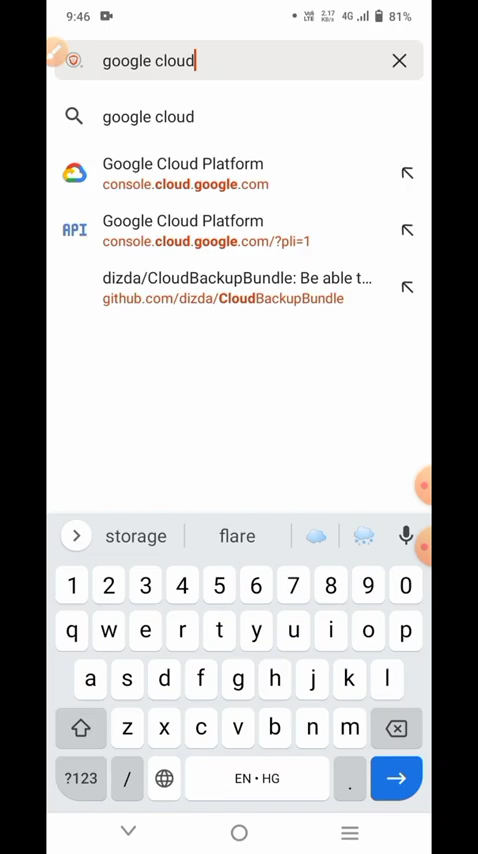 9:46
Vo)) LTE 2.17 KB/s 4G 81%
google cloud
google cloud
Google Cloud Platform
console.cloud.google.com
API
Google Cloud Platform
console.cloud.google.com/?pli=1
dizda/CloudBackupBundle: Be able t...
github.com/dizda/CloudBackupBundle
storage flare
1 2 3 4 5 6 7 8 9 0
q w e r t y u i o p
a s d f g h j k l
z x c v b n m
?123 / EN • HG .